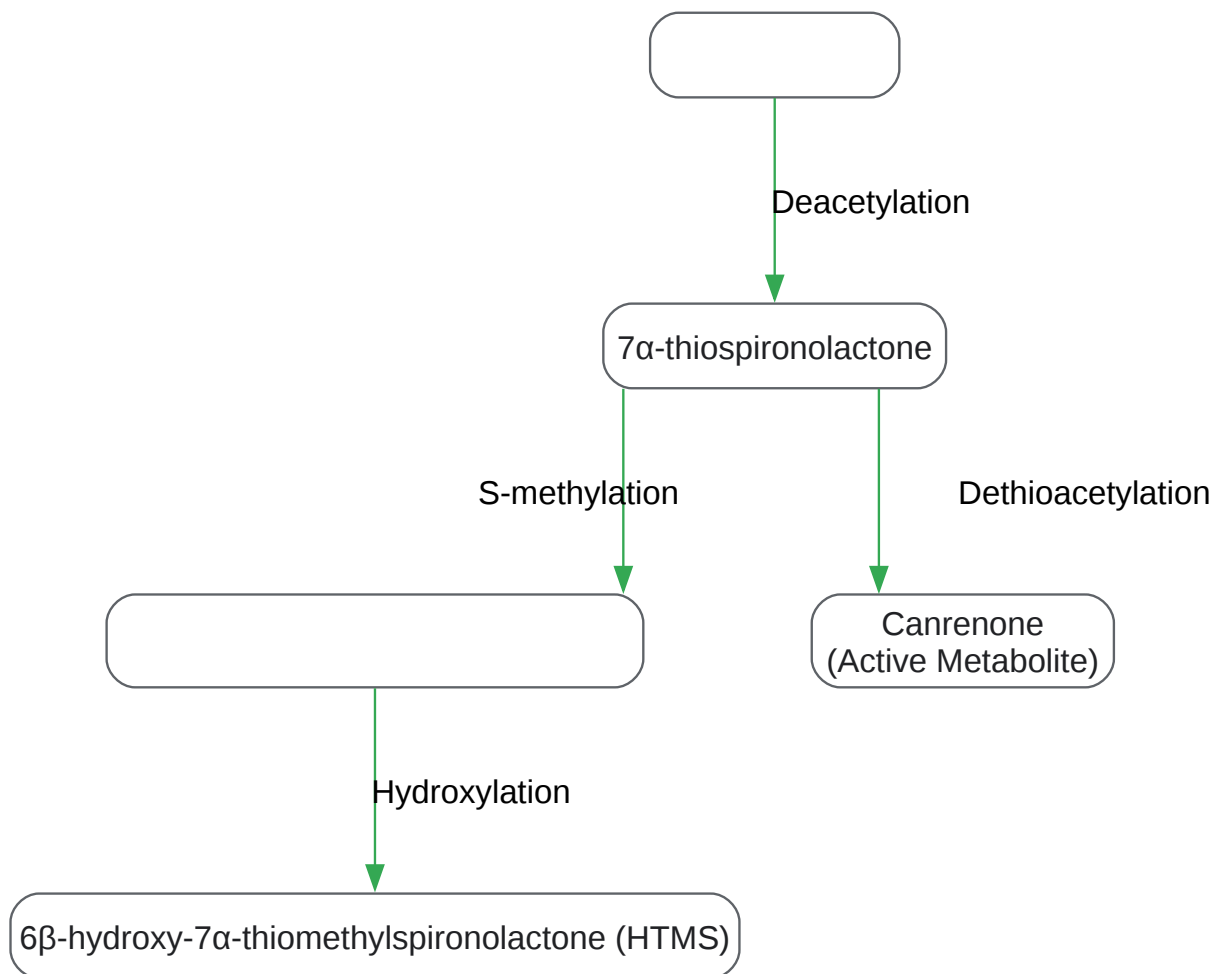 Deacetylation
7α-thiospironolactone
S-methylation
Dethioacetylation
Canrenone
(Active Metabolite)
Hydroxylation
6β-hydroxy-7α-thiomethylspironolactone (HTMS)